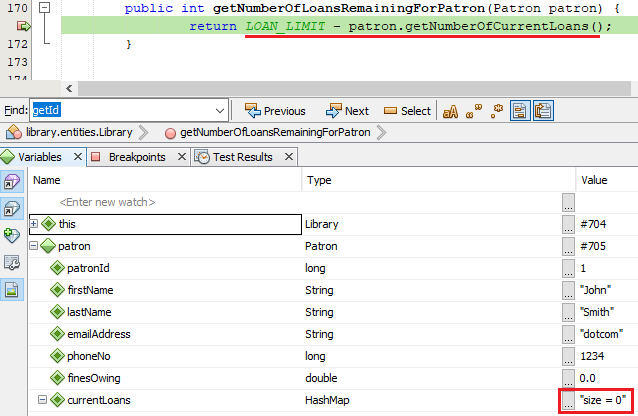 170 public int getNumberOfLoansRemainingForPatron(Patron patron) {
return LOAN_LIMIT - patron.getNumberOfCurrentLoans();
172 }
173
174
Find: getId Previous Next Select
library.entities.Library getNumberOfLoansRemainingForPatron
Variables x Breakpoints x Test Results x
Name Type Value
<Enter new watch> ...
this Library ... #704
patron Patron ... #705
patronId long ... 1
firstName String ... "John"
lastName String ... "Smith"
emailAddress String ... "dotcom"
phoneNo long ... 1234
finesOwing double ... 0.0
currentLoans HashMap ... "size = 0"